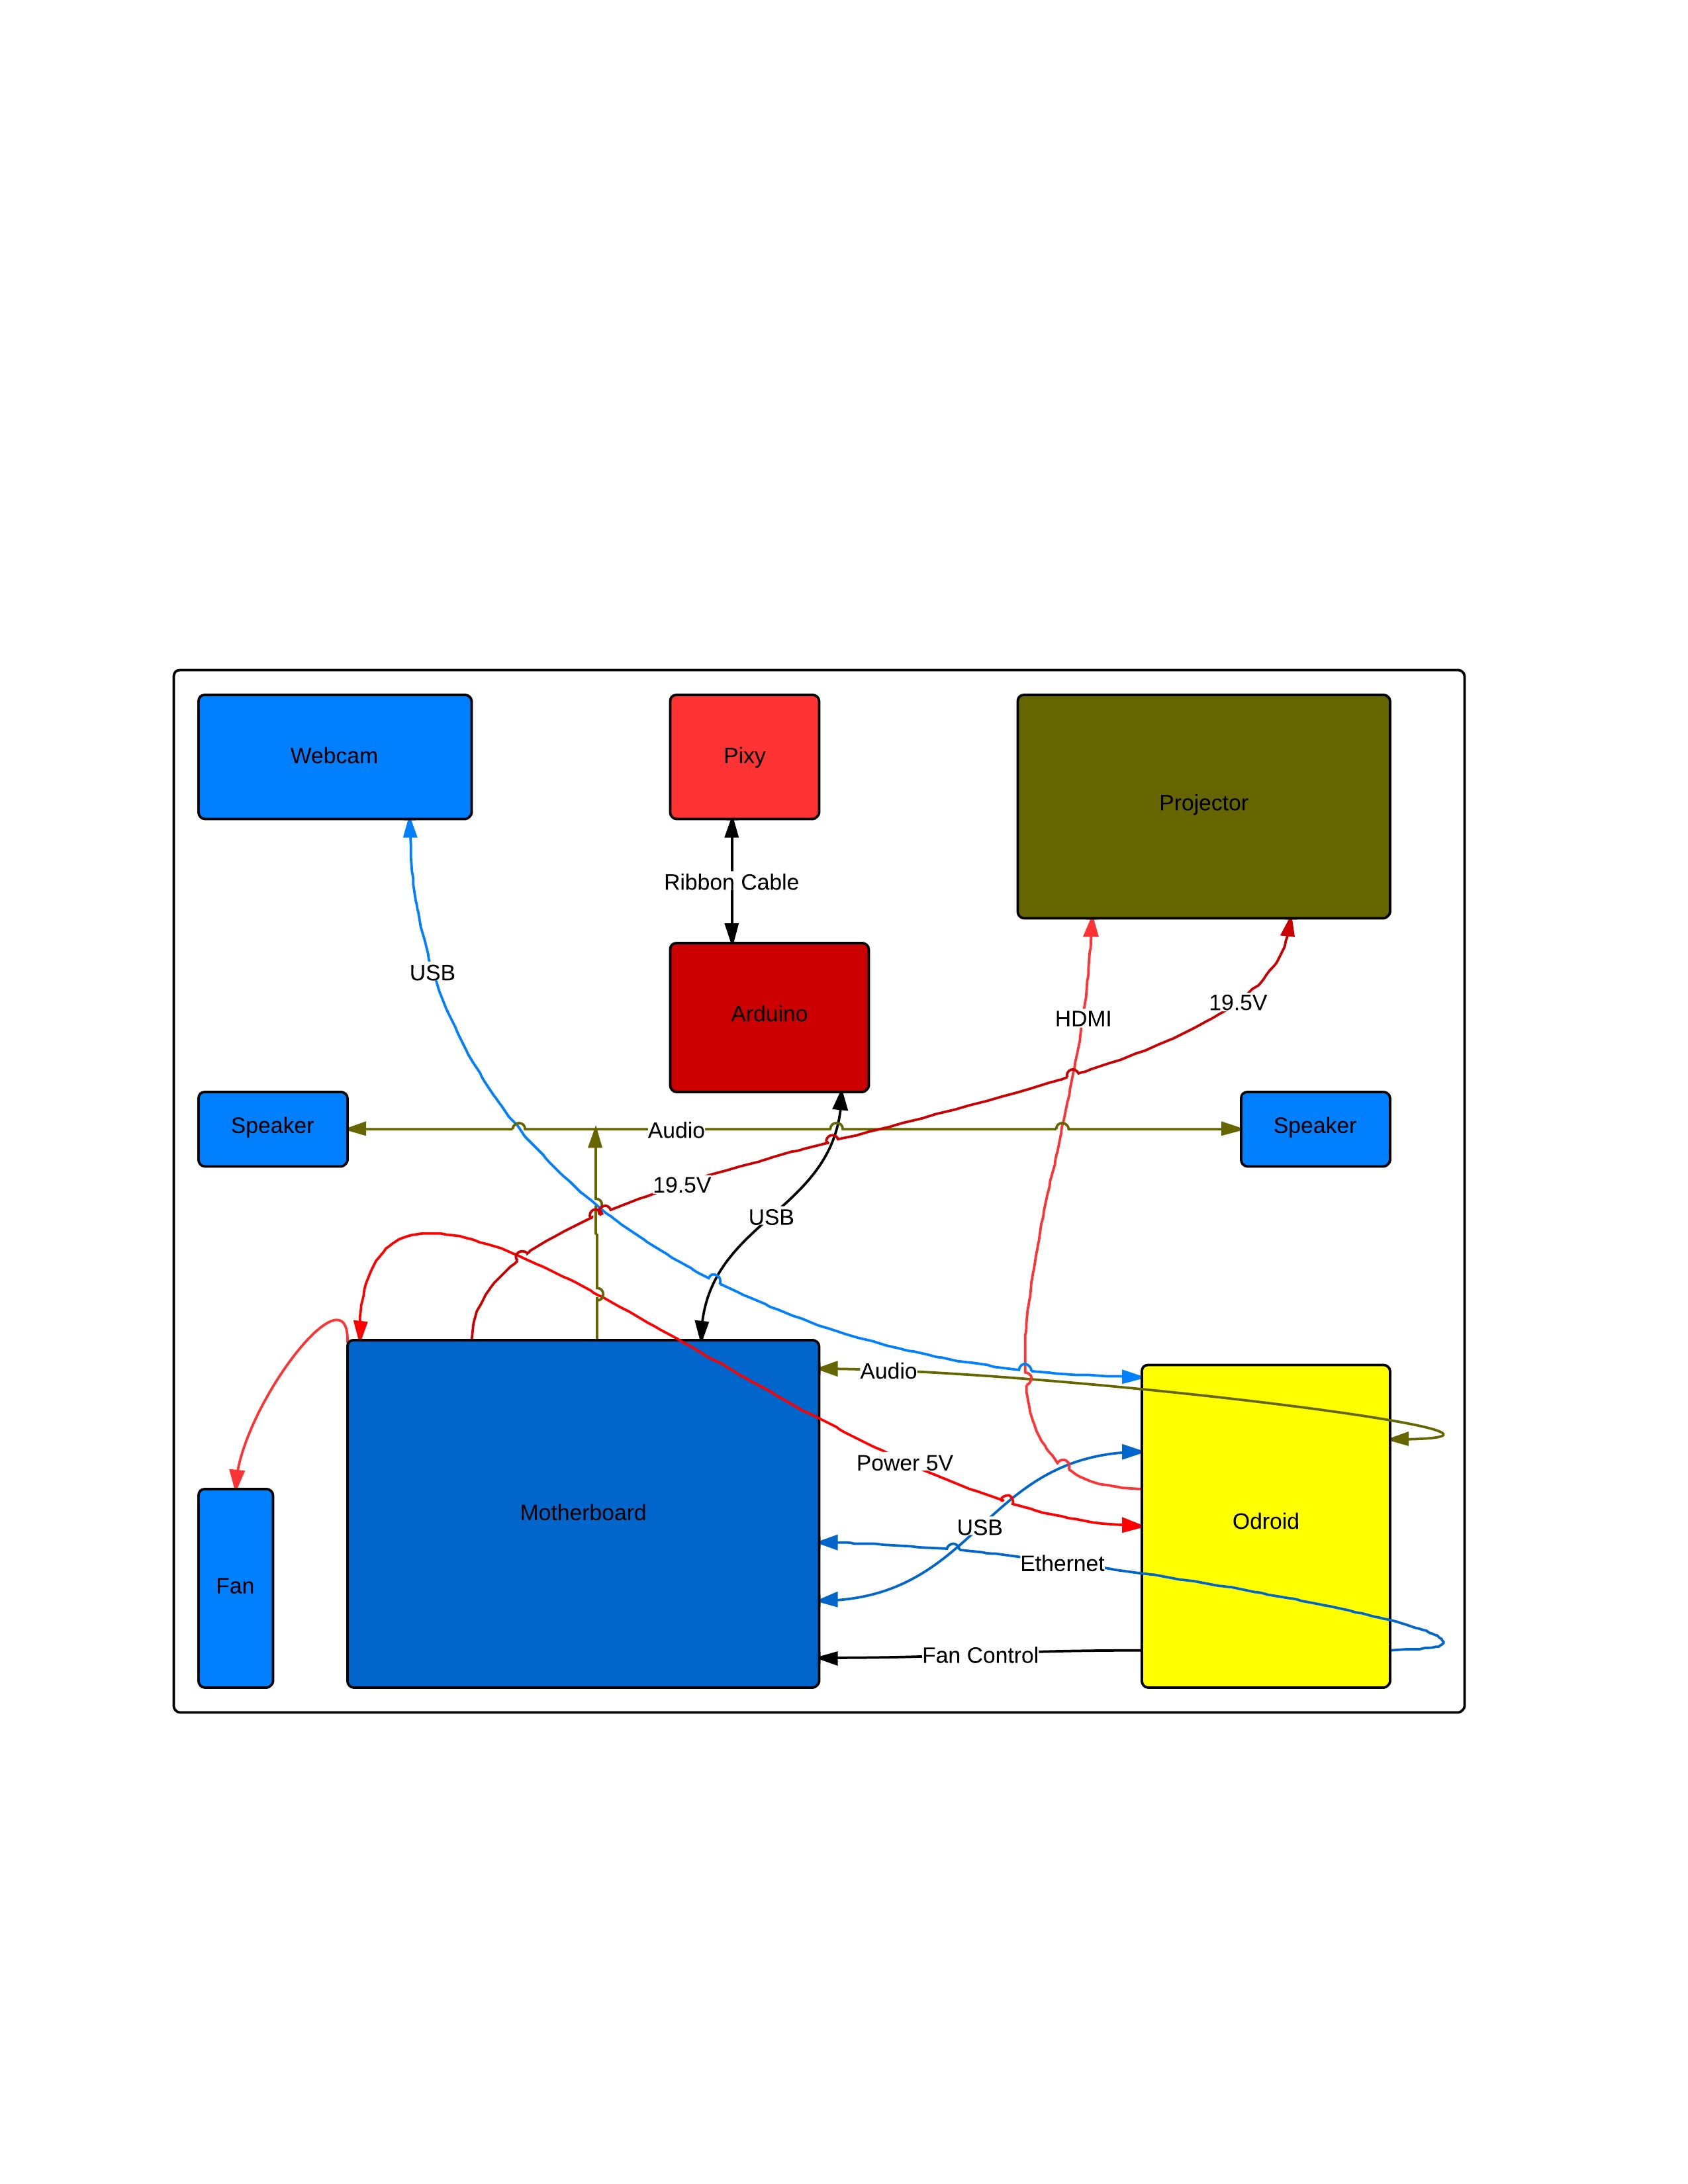 Webcam
Pixy
Projector
Ribbon Cable
USB
19.5V
Arduino
HDMI
Speaker
Audio
Speaker
19.5V
USB
Audio
Power 5V
Motherboard
USB
Odroid
Ethernet
Fan
Fan Control